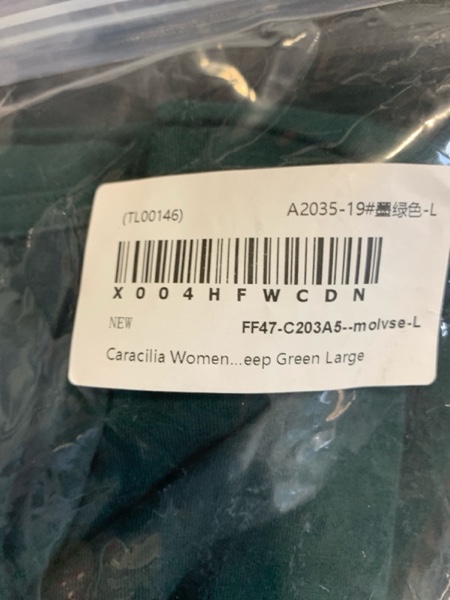 (TL00146)
A2035-19#墨绿色-L
X004HFWCDN
NEW
FF47-C203A5--molvse-L
Caracilia Women...eep Green Large